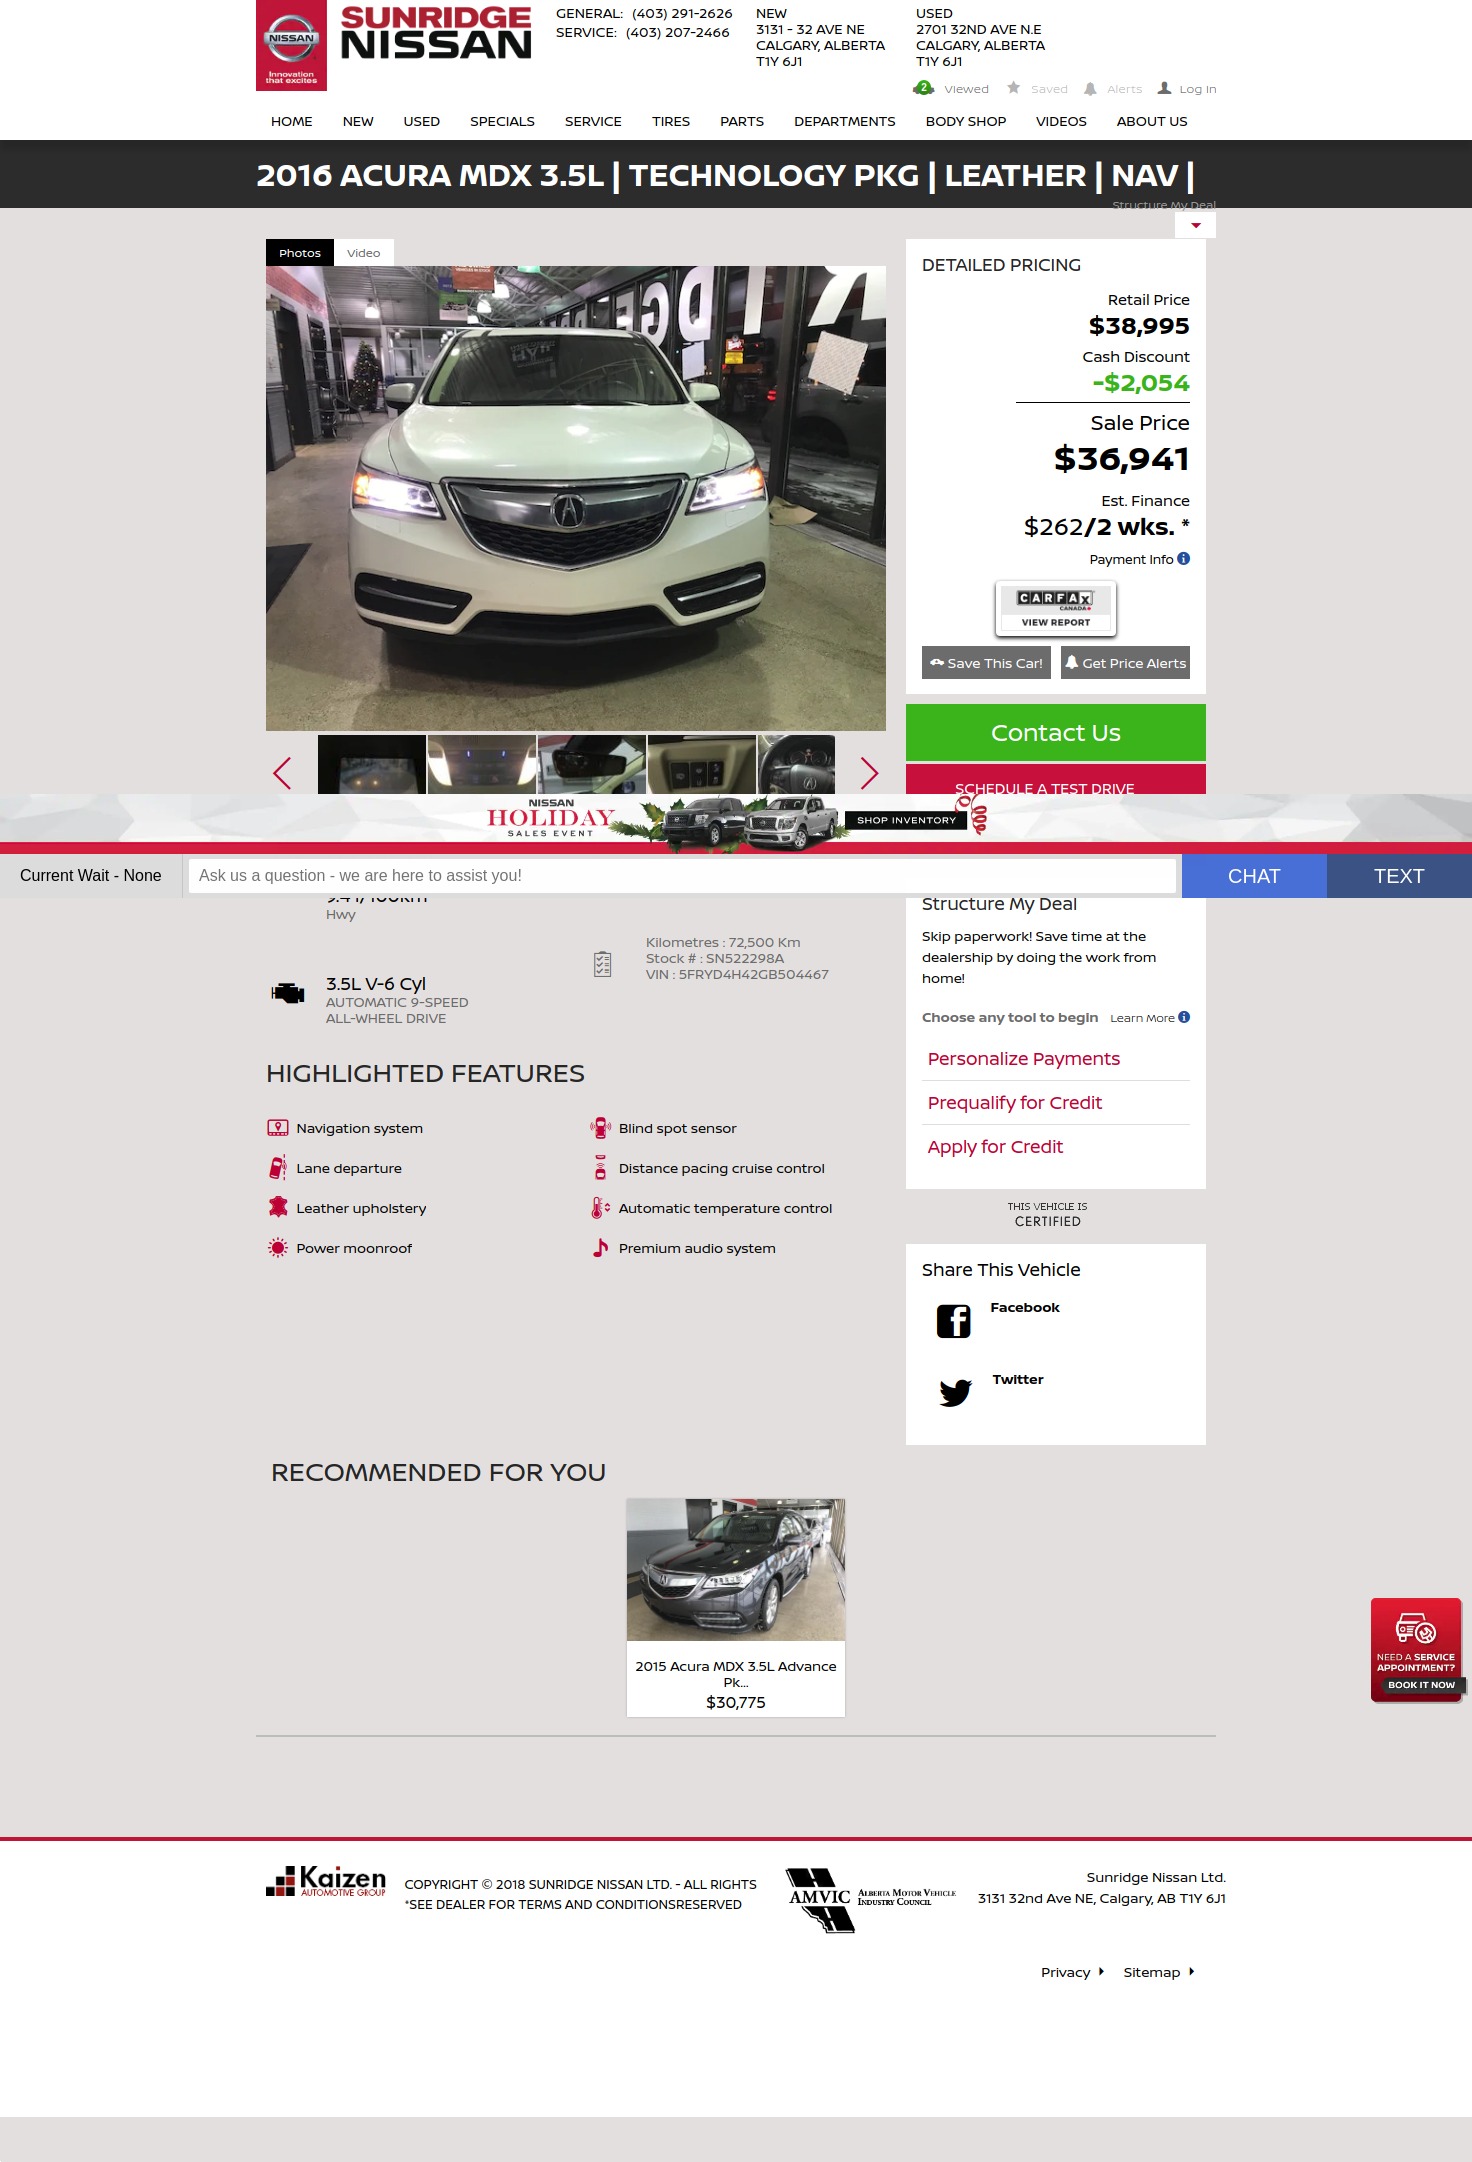 NISSAN
Innovation
that excites
SUNRIDGE
NISSAN
GENERAL: (403) 291-2626
SERVICE: (403) 207-2466
NEW
3131 - 32 AVE NE
CALGARY, ALBERTA
T1Y 6J1
USED
2701 32ND AVE N.E
CALGARY, ALBERTA
T1Y 6J1
2 Viewed Saved Alerts Log In
HOME NEW USED SPECIALS SERVICE TIRES PARTS DEPARTMENTS BODY SHOP VIDEOS ABOUT US
2016 ACURA MDX 3.5L | TECHNOLOGY PKG | LEATHER | NAV |
Structure My Deal
Photos Video
DETAILED PRICING
Retail Price
$38,995
Cash Discount
-$2,054
Sale Price
$36,941
Est. Finance
$262/2 wks. *
Payment Info
CARFAX
CANADA
VIEW REPORT
Save This Car! Get Price Alerts
Contact Us
SCHEDULE A TEST DRIVE
NISSAN
HOLIDAY
SALES EVENT
SHOP INVENTORY
Current Wait - None
Ask us a question - we are here to assist you!
CHAT TEXT
Hwy
3.5L V-6 Cyl
AUTOMATIC 9-SPEED
ALL-WHEEL DRIVE
Kilometres : 72,500 Km
Stock # : SN522298A
VIN : 5FRYD4H42GB504467
Structure My Deal
Skip paperwork! Save time at the
dealership by doing the work from
home!
Choose any tool to begin Learn More
Personalize Payments
Prequalify for Credit
Apply for Credit
HIGHLIGHTED FEATURES
Navigation system
Blind spot sensor
Lane departure
Distance pacing cruise control
Leather upholstery
Automatic temperature control
Power moonroof
Premium audio system
THIS VEHICLE IS
CERTIFIED
Share This Vehicle
Facebook
Twitter
RECOMMENDED FOR YOU
2015 Acura MDX 3.5L Advance
Pk...
$30,775
NEED A SERVICE
APPOINTMENT?
BOOK IT NOW
Kaizen
AUTOMOTIVE GROUP
COPYRIGHT © 2018 SUNRIDGE NISSAN LTD. - ALL RIGHTS
*SEE DEALER FOR TERMS AND CONDITIONSRESERVED
AMVIC
ALBERTA MOTOR VEHICLE
INDUSTRY COUNCIL
Sunridge Nissan Ltd.
3131 32nd Ave NE, Calgary, AB T1Y 6J1
Privacy Sitemap